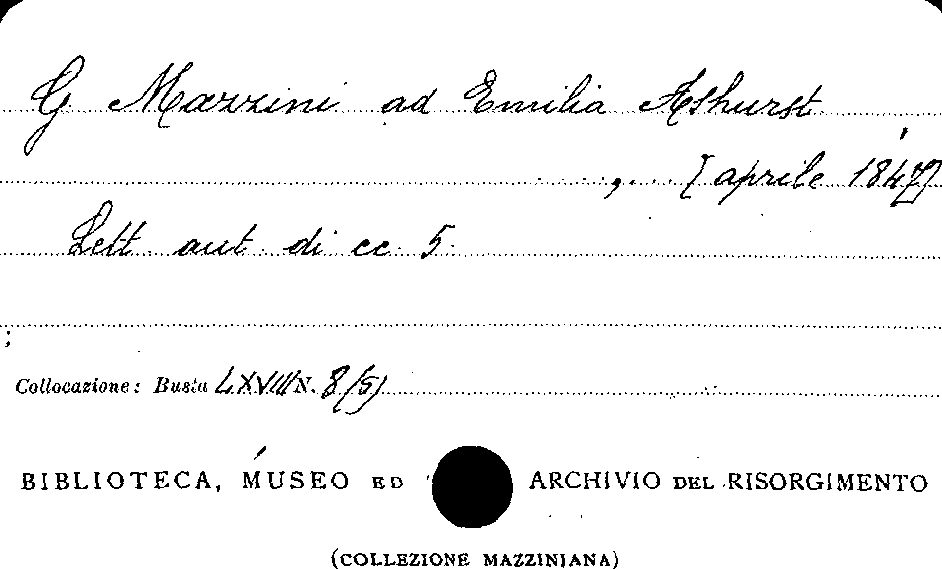 G Mazzini ad Emilia Ashurst
, [aprile 1847]
Lett. aut. di cc. 5.
Collocazione: Busta LXVIII N. 8 (5)
BIBLIOTECA, MUSEO ED ARCHIVIO DEL RISORGIMENTO
(COLLEZIONE MAZZINIANA)